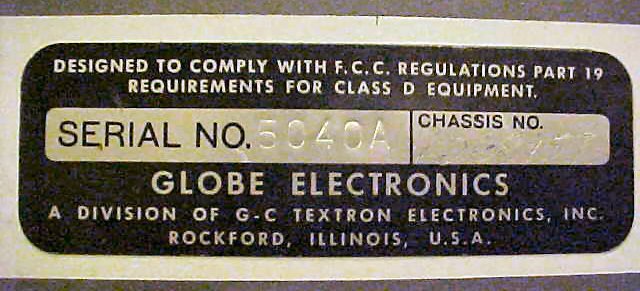 DESIGNED TO COMPLY WITH F.C.C. REGULATIONS PART 19
REQUIREMENTS FOR CLASS D EQUIPMENT.
SERIAL NO. 5040A CHASSIS NO.
GLOBE ELECTRONICS
A DIVISION OF G-C TEXTRON ELECTRONICS, INC.
ROCKFORD, ILLINOIS, U.S.A.